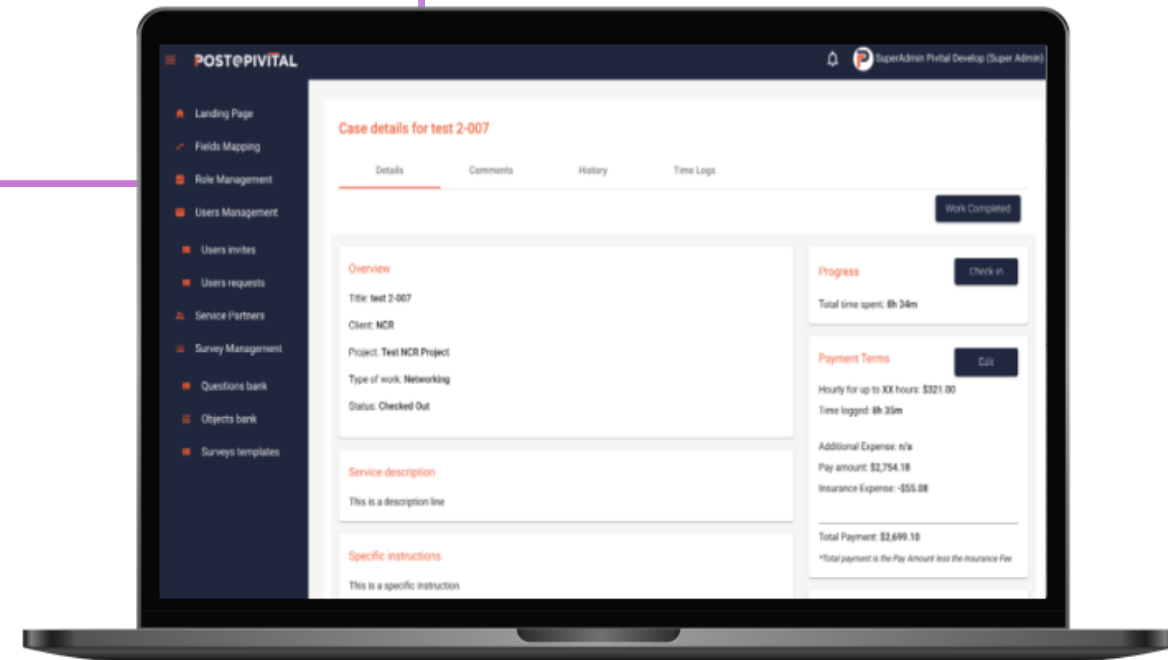 POST@PIVITAL
SuperAdmin Pivital Develop (Super Admin)
Landing Page
Fields Mapping
Role Management
Users Management
Users invites
Users requests
Service Partners
Survey Management
Questions bank
Objects bank
Surveys templates
Case details for test 2-007
Details Comments History Time Logs
Work Completed
Overview
Title: test 2-007
Client: NCR
Project: Test NCR Project
Type of work: Networking
Status: Checked Out
Service description
This is a description line
Specific instructions
This is a specific instruction
Progress
Check in
Total time spent: 8h 34m
Payment Terms
Edit
Hourly for up to XX hours: $321.00
Time logged: 8h 35m
Additional Expense: n/a
Pay amount: $2,754.18
Insurance Expense: -$55.08
Total Payment: $2,699.10
*Total payment is the Pay Amount less the Insurance Fee